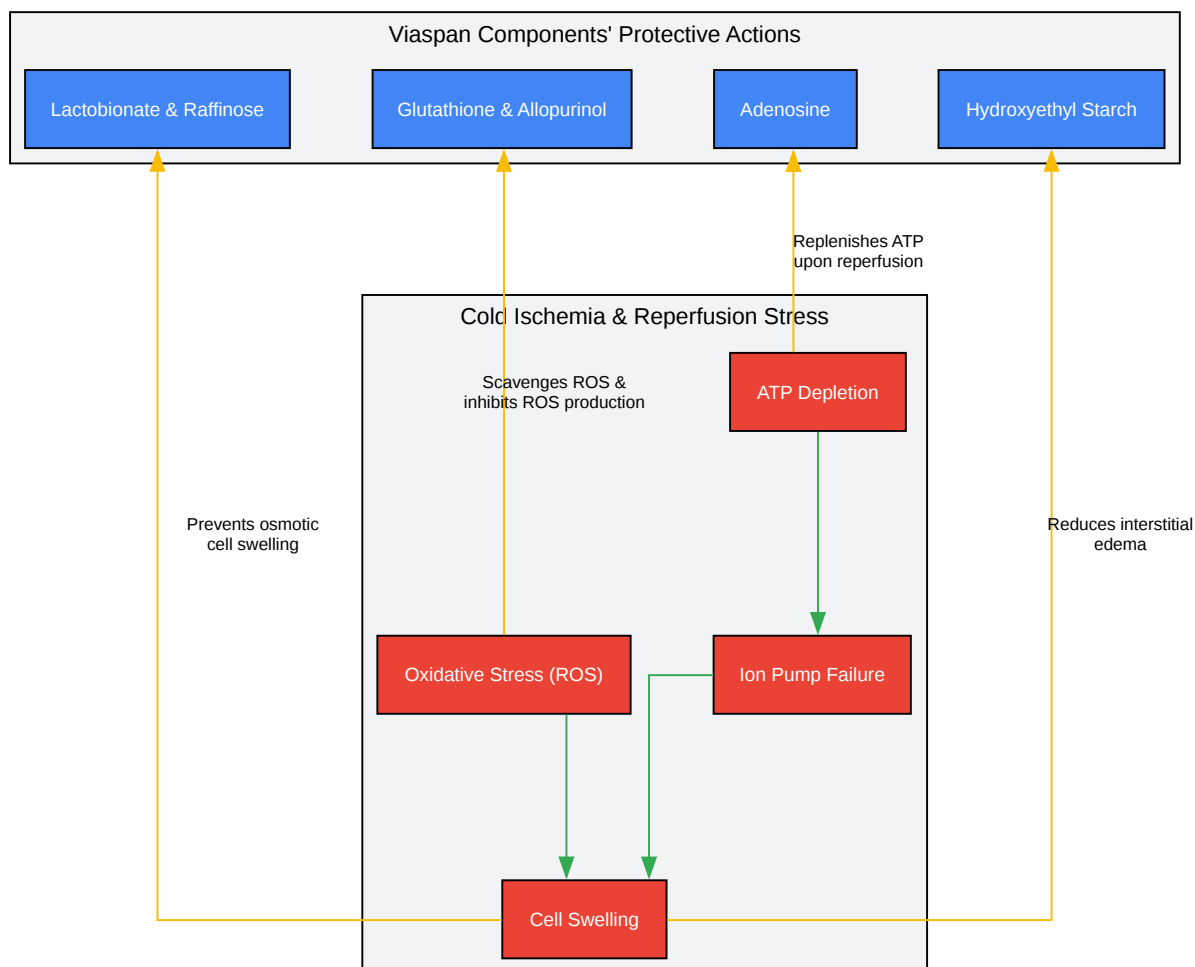 Viaspan Components' Protective Actions
Lactobionate & Raffinose
Glutathione & Allopurinol
Adenosine
Hydroxyethyl Starch
Replenishes ATP
upon reperfusion
Cold Ischemia & Reperfusion Stress
Scavenges ROS &
inhibits ROS production
ATP Depletion
Prevents osmotic
cell swelling
Reduces interstitial
edema
Oxidative Stress (ROS)
Ion Pump Failure
Cell Swelling